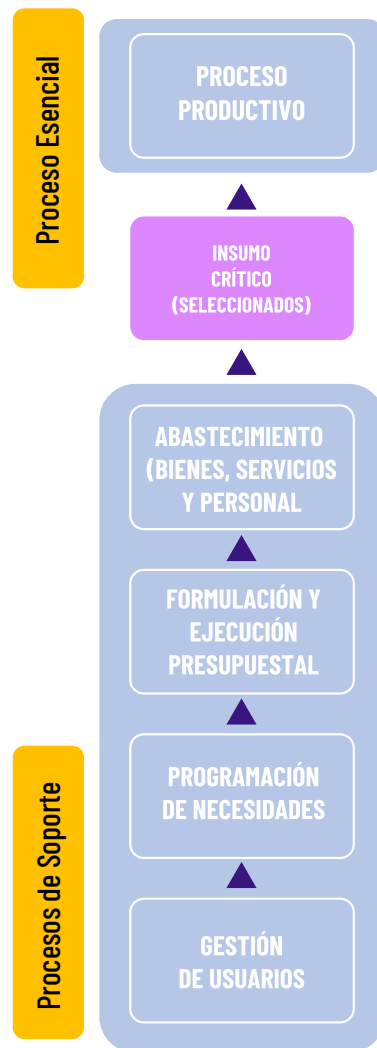 Proceso Esencial
PROCESO
PRODUCTIVO
INSUMO
CRÍTICO
(SELECCIONADOS)
ABASTECIMIENTO
(BIENES, SERVICIOS
Y PERSONAL
FORMULACIÓN Y
EJECUCIÓN
PRESUPUESTAL
Procesos de Soporte
PROGRAMACIÓN
DE NECESIDADES
GESTIÓN
DE USUARIOS